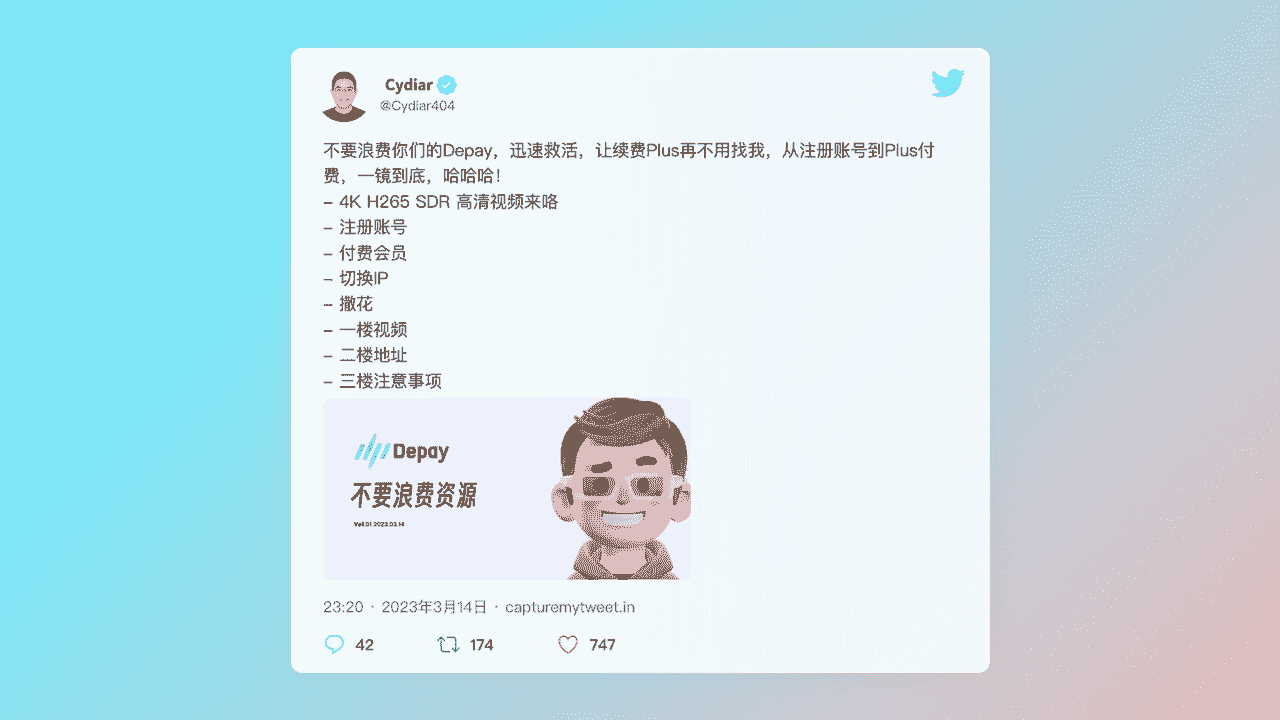 Cydiar
@Cydiar404
不要浪费你们的Depay，迅速救活，让续费Plus再不用找我，从注册账号到Plus付
费，一镜到底，哈哈哈！
- 4K H265 SDR 高清视频来咯
- 注册账号
- 付费会员
- 切换IP
- 撒花
- 一楼视频
- 二楼地址
- 三楼注意事项
Depay
不要浪费资源
Vol.01 2023.03.14
23:20 · 2023年3月14日 · capturemytweet.in
42 174 747